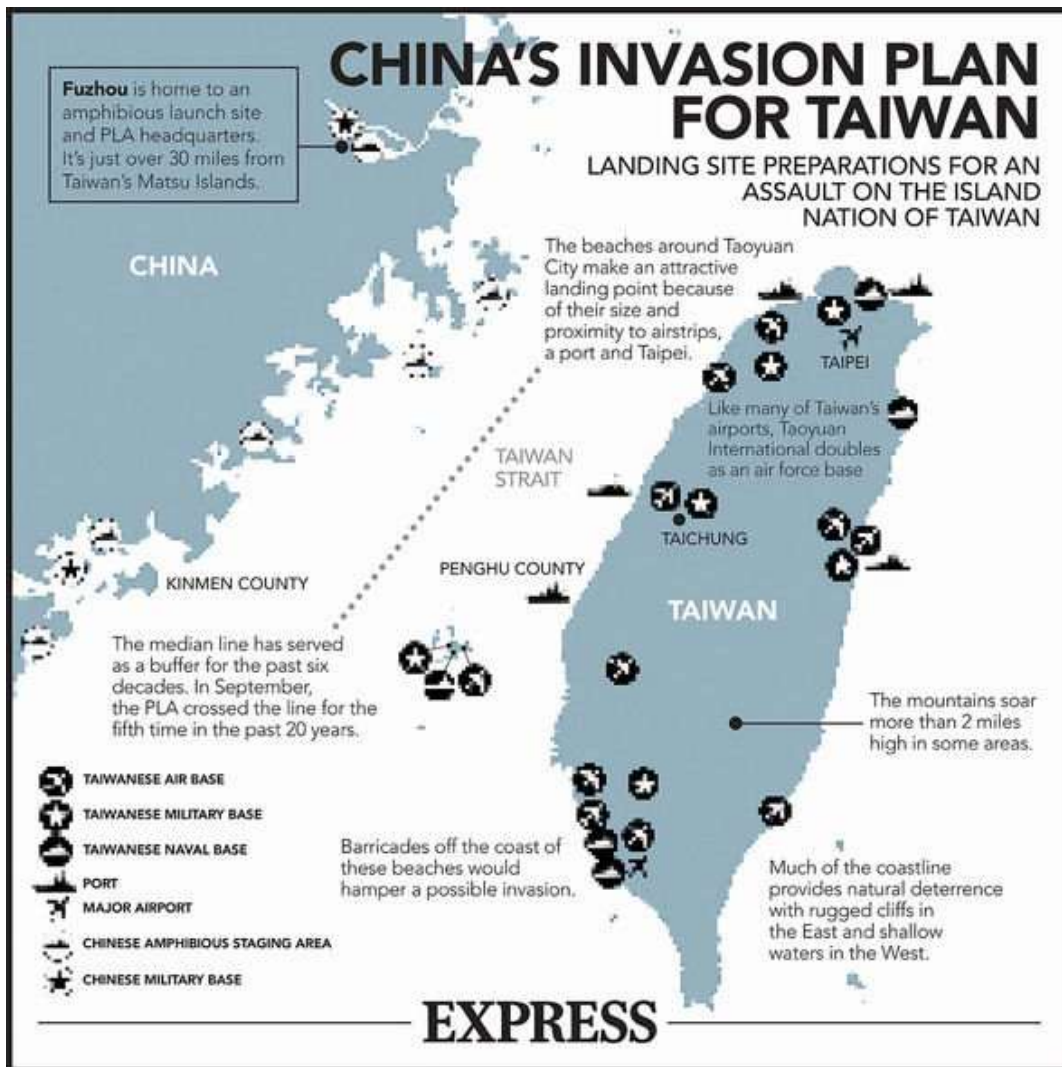 CHINA'S INVASION PLAN
FOR TAIWAN
LANDING SITE PREPARATIONS FOR AN
ASSAULT ON THE ISLAND
NATION OF TAIWAN
Fuzhou is home to an
amphibious launch site
and PLA headquarters.
It's just over 30 miles from
Taiwan's Matsu Islands.
CHINA
The beaches around Taoyuan
City make an attractive
landing point because
of their size and
proximity to airstrips,
a port and Taipei.
TAIPEI
Like many of Taiwan's
airports, Taoyuan
International doubles
as an air force base
TAIWAN
STRAIT
TAICHUNG
KINMEN COUNTY
PENGHU COUNTY
TAIWAN
The median line has served
as a buffer for the past six
decades. In September,
the PLA crossed the line for the
fifth time in the past 20 years.
The mountains soar
more than 2 miles
high in some areas.
TAIWANESE AIR BASE
TAIWANESE MILITARY BASE
TAIWANESE NAVAL BASE
PORT
MAJOR AIRPORT
CHINESE AMPHIBIOUS STAGING AREA
CHINESE MILITARY BASE
Barricades off the coast of
these beaches would
hamper a possible invasion.
Much of the coastline
provides natural deterrence
with rugged cliffs in
the East and shallow
waters in the West.
EXPRESS